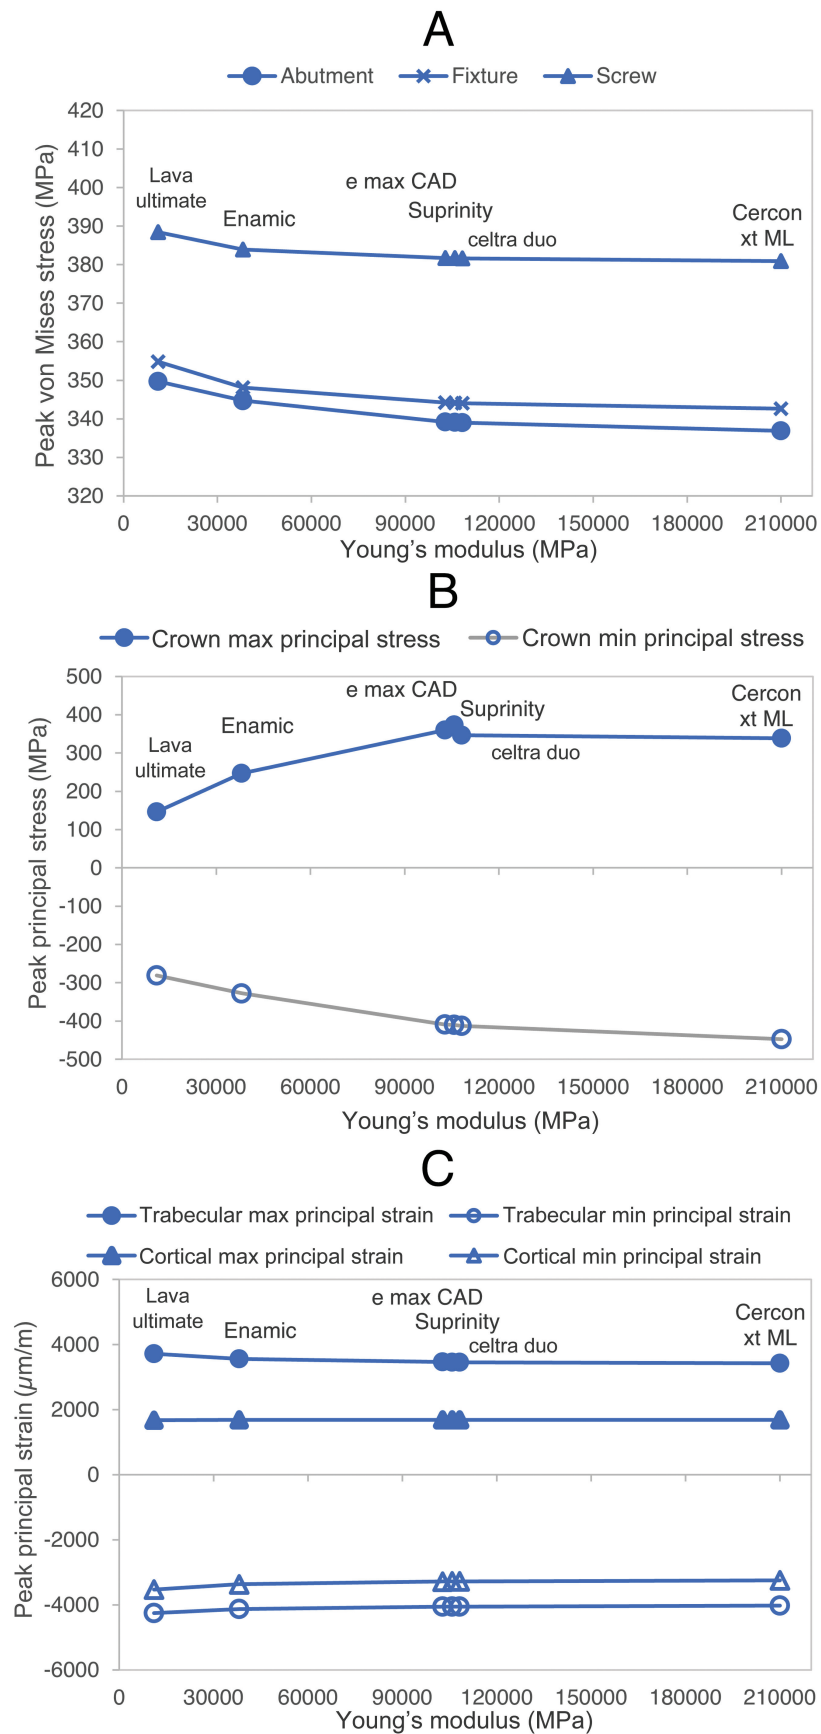 A
Abutment Fixture Screw
Peak von Mises stress (MPa)
420
410
400
390
380
370
360
350
340
330
320
Lava
ultimate
Enamic
e max CAD
Suprinity
celtra duo
Cercon
xt ML
0 30000 60000 90000 120000 150000 180000 210000
Young's modulus (MPa)
B
Crown max principal stress Crown min principal stress
Peak principal stress (MPa)
500
400
300
200
100
0
-100
-200
-300
-400
-500
Lava
ultimate
Enamic
e max CAD
Suprinity
celtra duo
Cercon
xt ML
0 30000 60000 90000 120000 150000 180000 210000
Young's modulus (MPa)
C
Trabecular max principal strain Trabecular min principal strain
Cortical max principal strain Cortical min principal strain
Peak principal strain (µm/m)
6000
4000
2000
0
-2000
-4000
-6000
Lava
ultimate
Enamic
e max CAD
Suprinity
celtra duo
Cercon
xt ML
0 30000 60000 90000 120000 150000 180000 210000
Young's modulus (MPa)